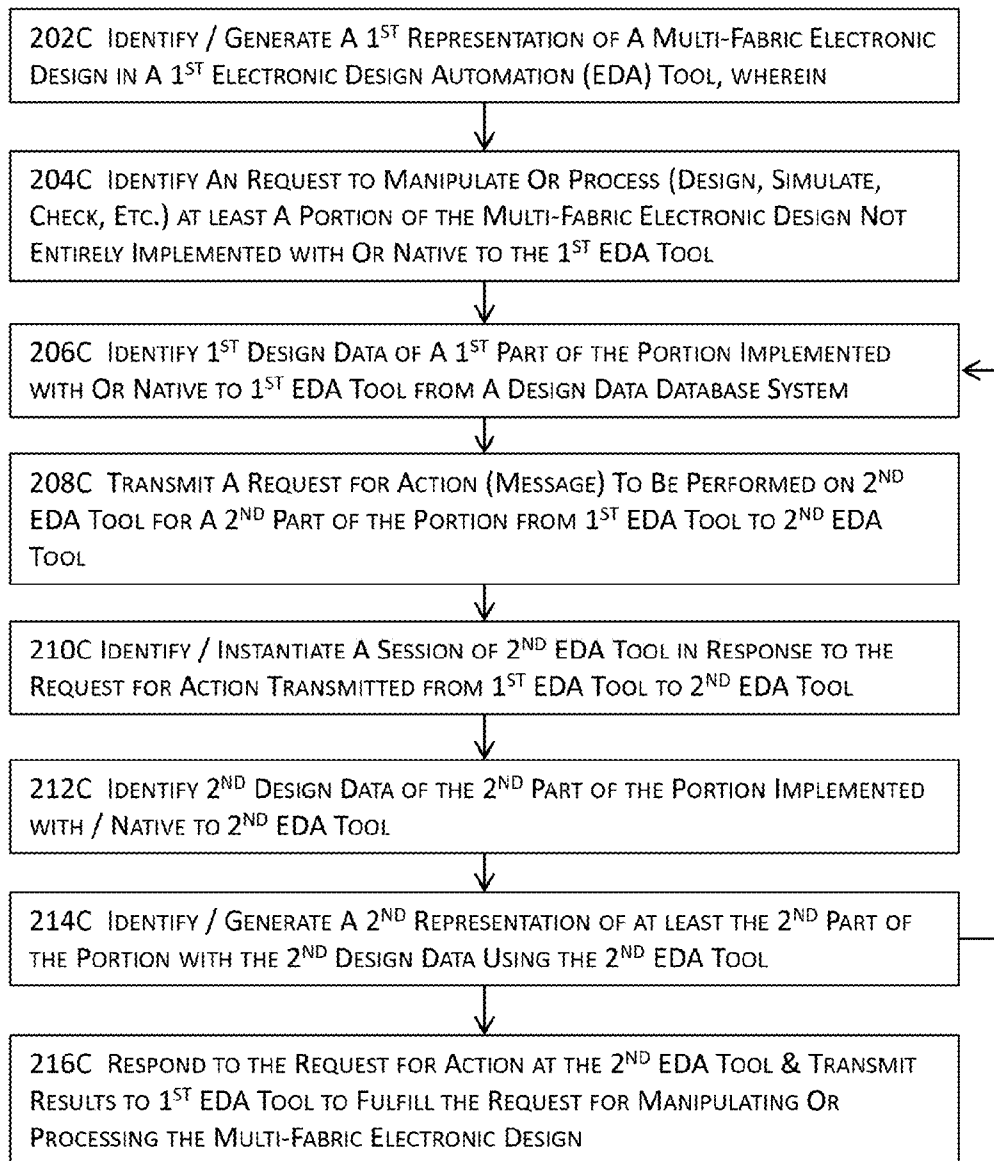 202C IDENTIFY / GENERATE A 1ST REPRESENTATION OF A MULTI-FABRIC ELECTRONIC
DESIGN IN A 1ST ELECTRONIC DESIGN AUTOMATION (EDA) TOOL, WHEREIN
204C IDENTIFY AN REQUEST TO MANIPULATE OR PROCESS (DESIGN, SIMULATE,
CHECK, ETC.) AT LEAST A PORTION OF THE MULTI-FABRIC ELECTRONIC DESIGN NOT
ENTIRELY IMPLEMENTED WITH OR NATIVE TO THE 1ST EDA TOOL
206C IDENTIFY 1ST DESIGN DATA OF A 1ST PART OF THE PORTION IMPLEMENTED
WITH OR NATIVE TO 1ST EDA TOOL FROM A DESIGN DATA DATABASE SYSTEM
208C TRANSMIT A REQUEST FOR ACTION (MESSAGE) TO BE PERFORMED ON 2ND
EDA TOOL FOR A 2ND PART OF THE PORTION FROM 1ST EDA TOOL TO 2ND EDA
TOOL
210C IDENTIFY / INSTANTIATE A SESSION OF 2ND EDA TOOL IN RESPONSE TO THE
REQUEST FOR ACTION TRANSMITTED FROM 1ST EDA TOOL TO 2ND EDA TOOL
212C IDENTIFY 2ND DESIGN DATA OF THE 2ND PART OF THE PORTION IMPLEMENTED
WITH / NATIVE TO 2ND EDA TOOL
214C IDENTIFY / GENERATE A 2ND REPRESENTATION OF AT LEAST THE 2ND PART OF
THE PORTION WITH THE 2ND DESIGN DATA USING THE 2ND EDA TOOL
216C RESPOND TO THE REQUEST FOR ACTION AT THE 2ND EDA TOOL & TRANSMIT
RESULTS TO 1ST EDA TOOL TO FULFILL THE REQUEST FOR MANIPULATING OR
PROCESSING THE MULTI-FABRIC ELECTRONIC DESIGN